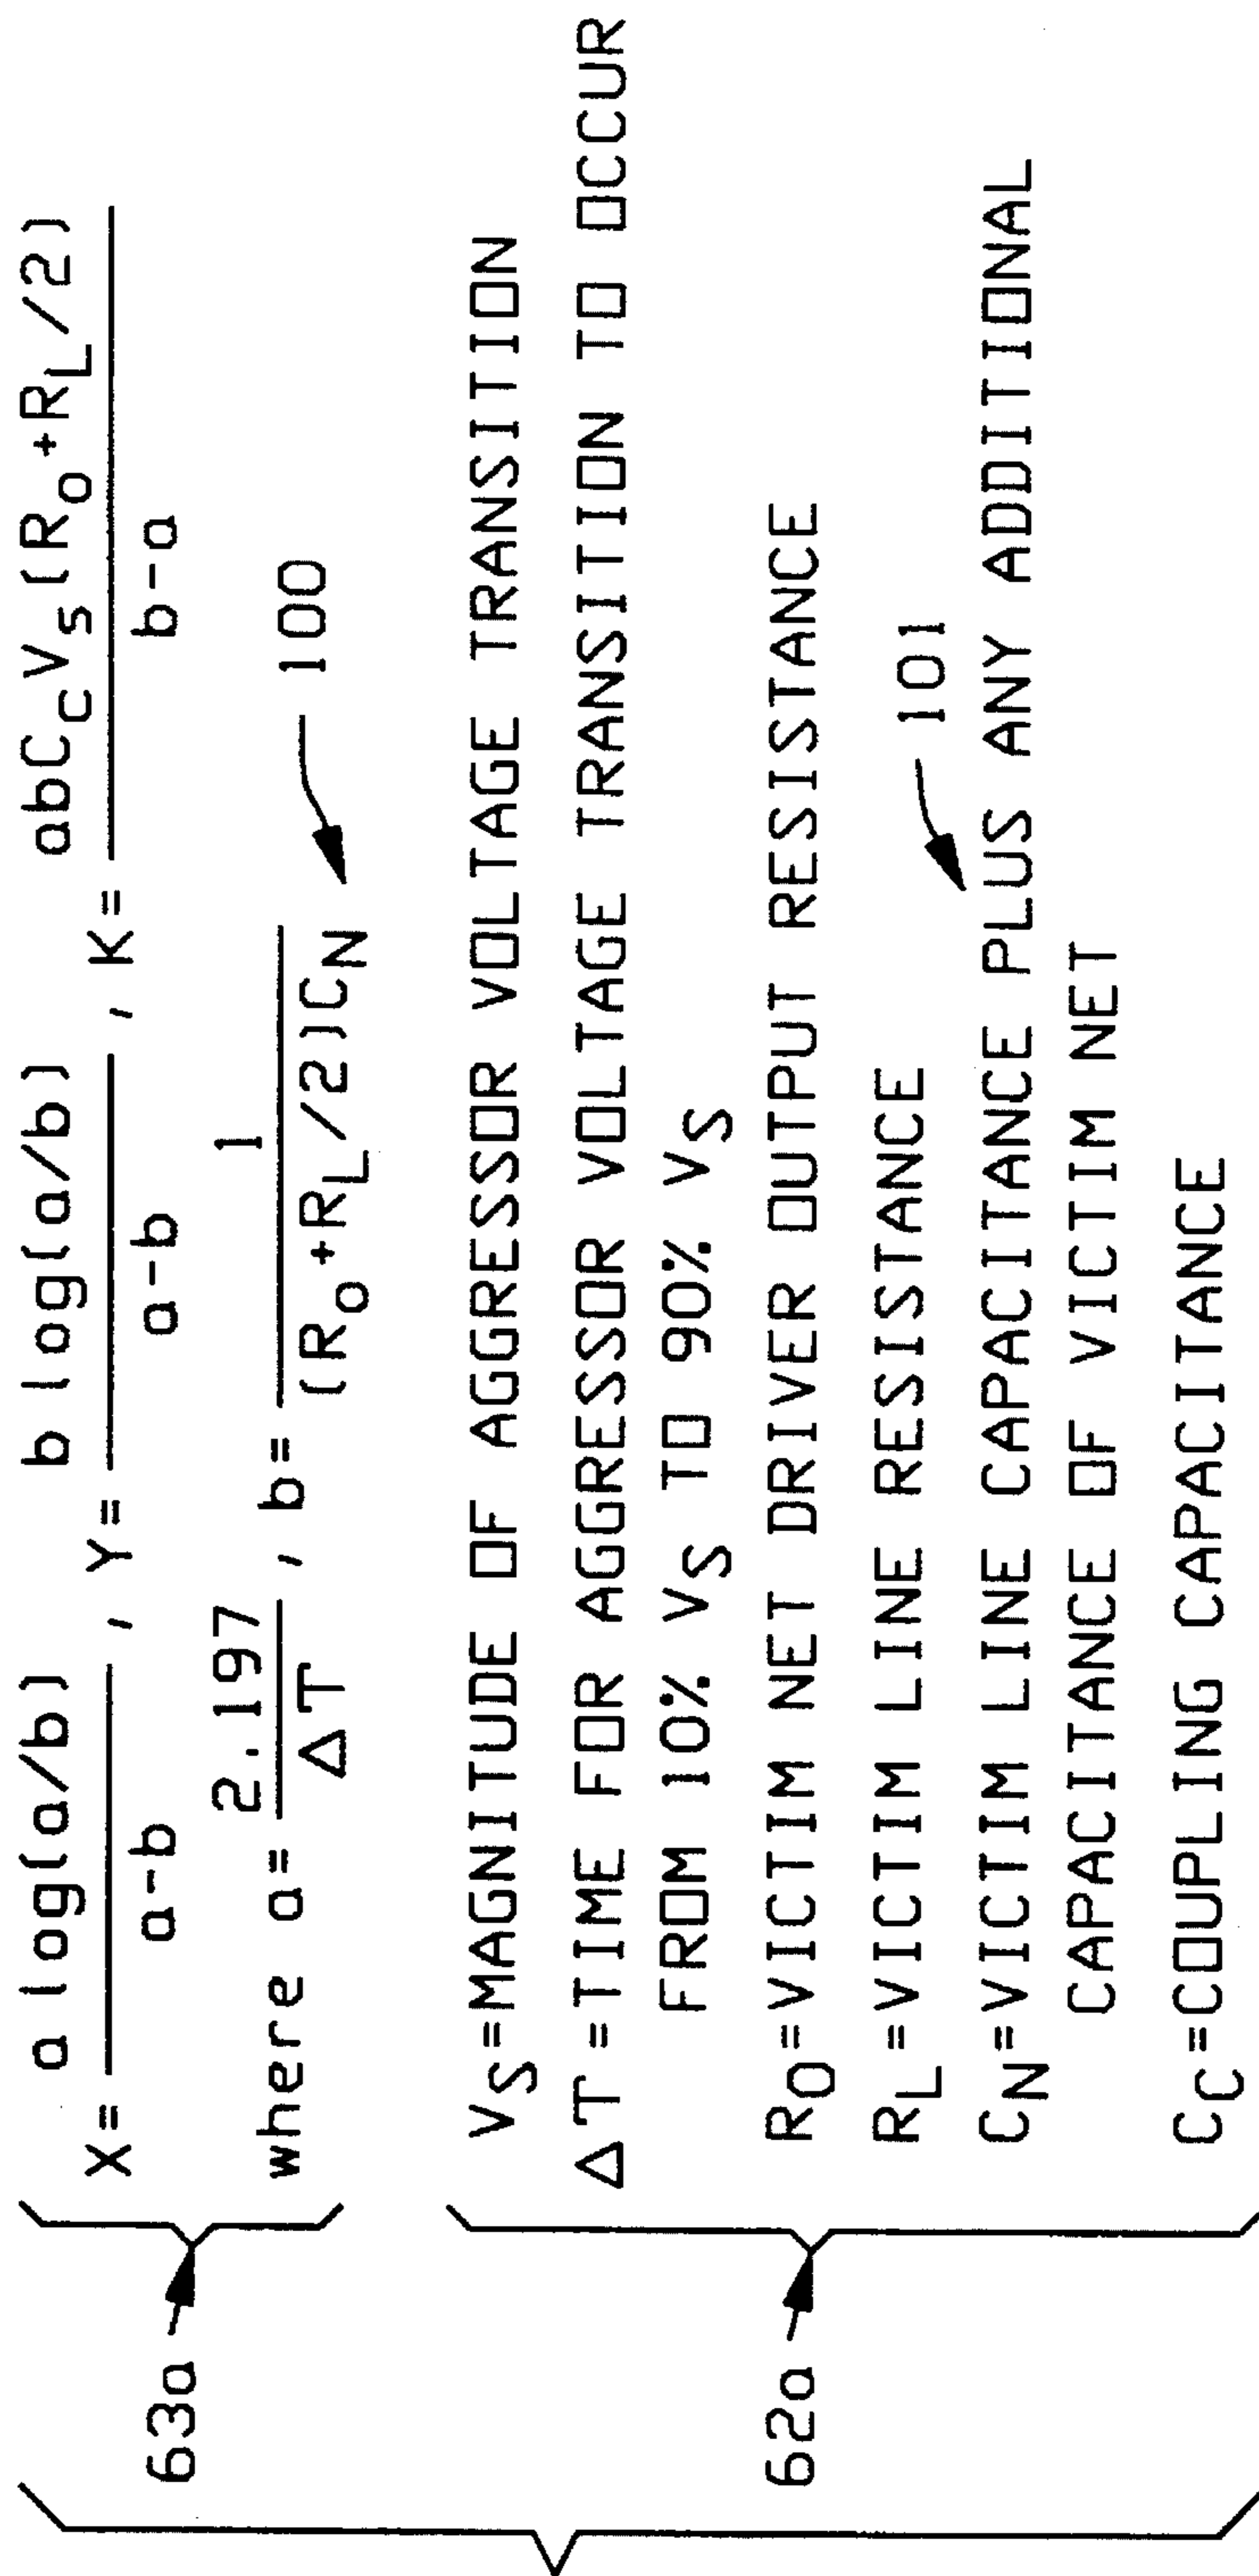 63a
X= a log(a/b) / a-b , Y= b log(a/b) / a-b , K= abC_cV_s(R_o+R_L/2) / b-a
where a= 2.197 / ΔT , b= 1 / (R_o+R_L/2)C_N
100
62a
V_S=MAGNITUDE OF AGGRESSOR VOLTAGE TRANSITION
ΔT=TIME FOR AGGRESSOR VOLTAGE TRANSITION TO OCCUR
FROM 10% V_S TO 90% V_S
R_O=VICTIM NET DRIVER OUTPUT RESISTANCE
R_L=VICTIM LINE RESISTANCE
101
C_N=VICTIM LINE CAPACITANCE PLUS ANY ADDITIONAL
CAPACITANCE OF VICTIM NET
C_C=COUPLING CAPACITANCE